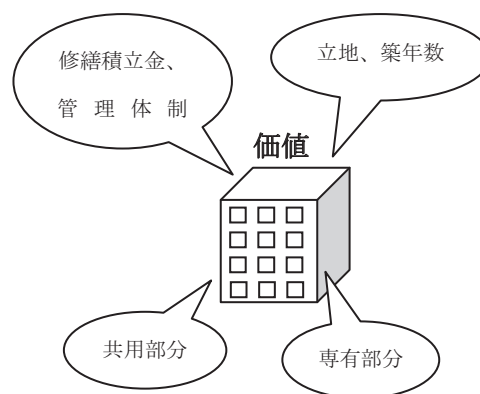 修繕積立金、
管理体制
立地、築年数
価値
共用部分
専有部分